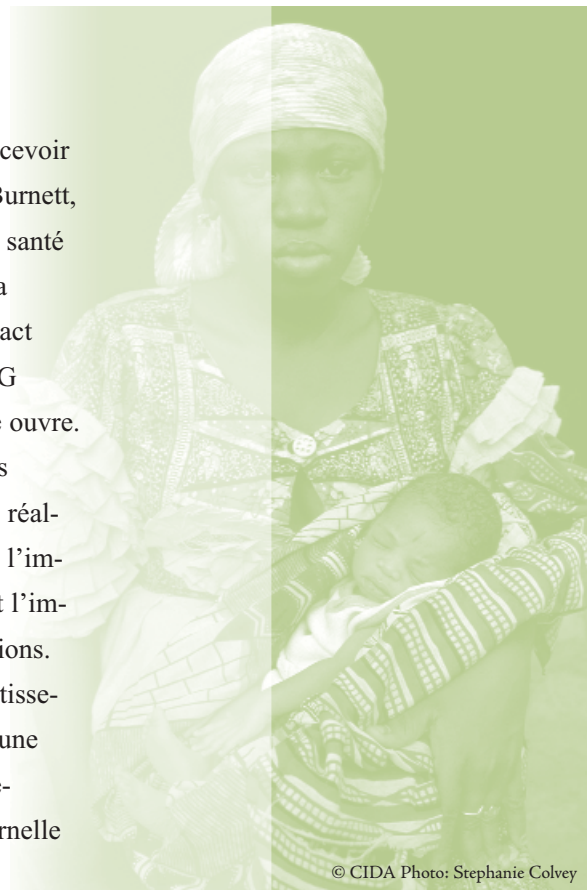 cevoir
Burnett,
santé
a
act
G
e ouvre.
s
réal-
l’im-
t l’im-
ions.
tisse-
une
e-
rnelle
© CIDA Photo: Stephanie Colvey